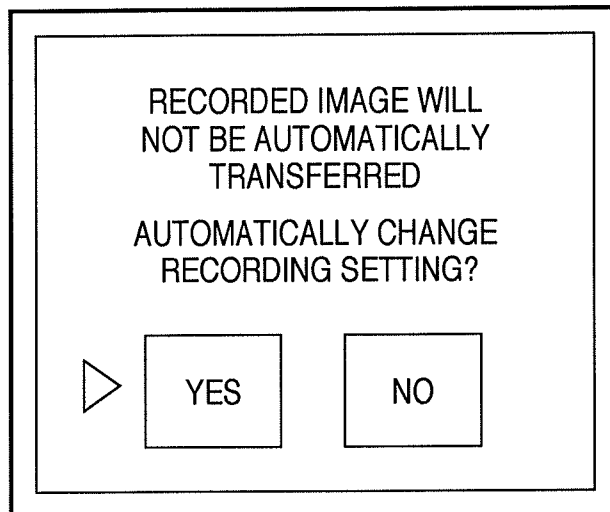 RECORDED IMAGE WILL
NOT BE AUTOMATICALLY
TRANSFERRED
AUTOMATICALLY CHANGE
RECORDING SETTING?
YES NO